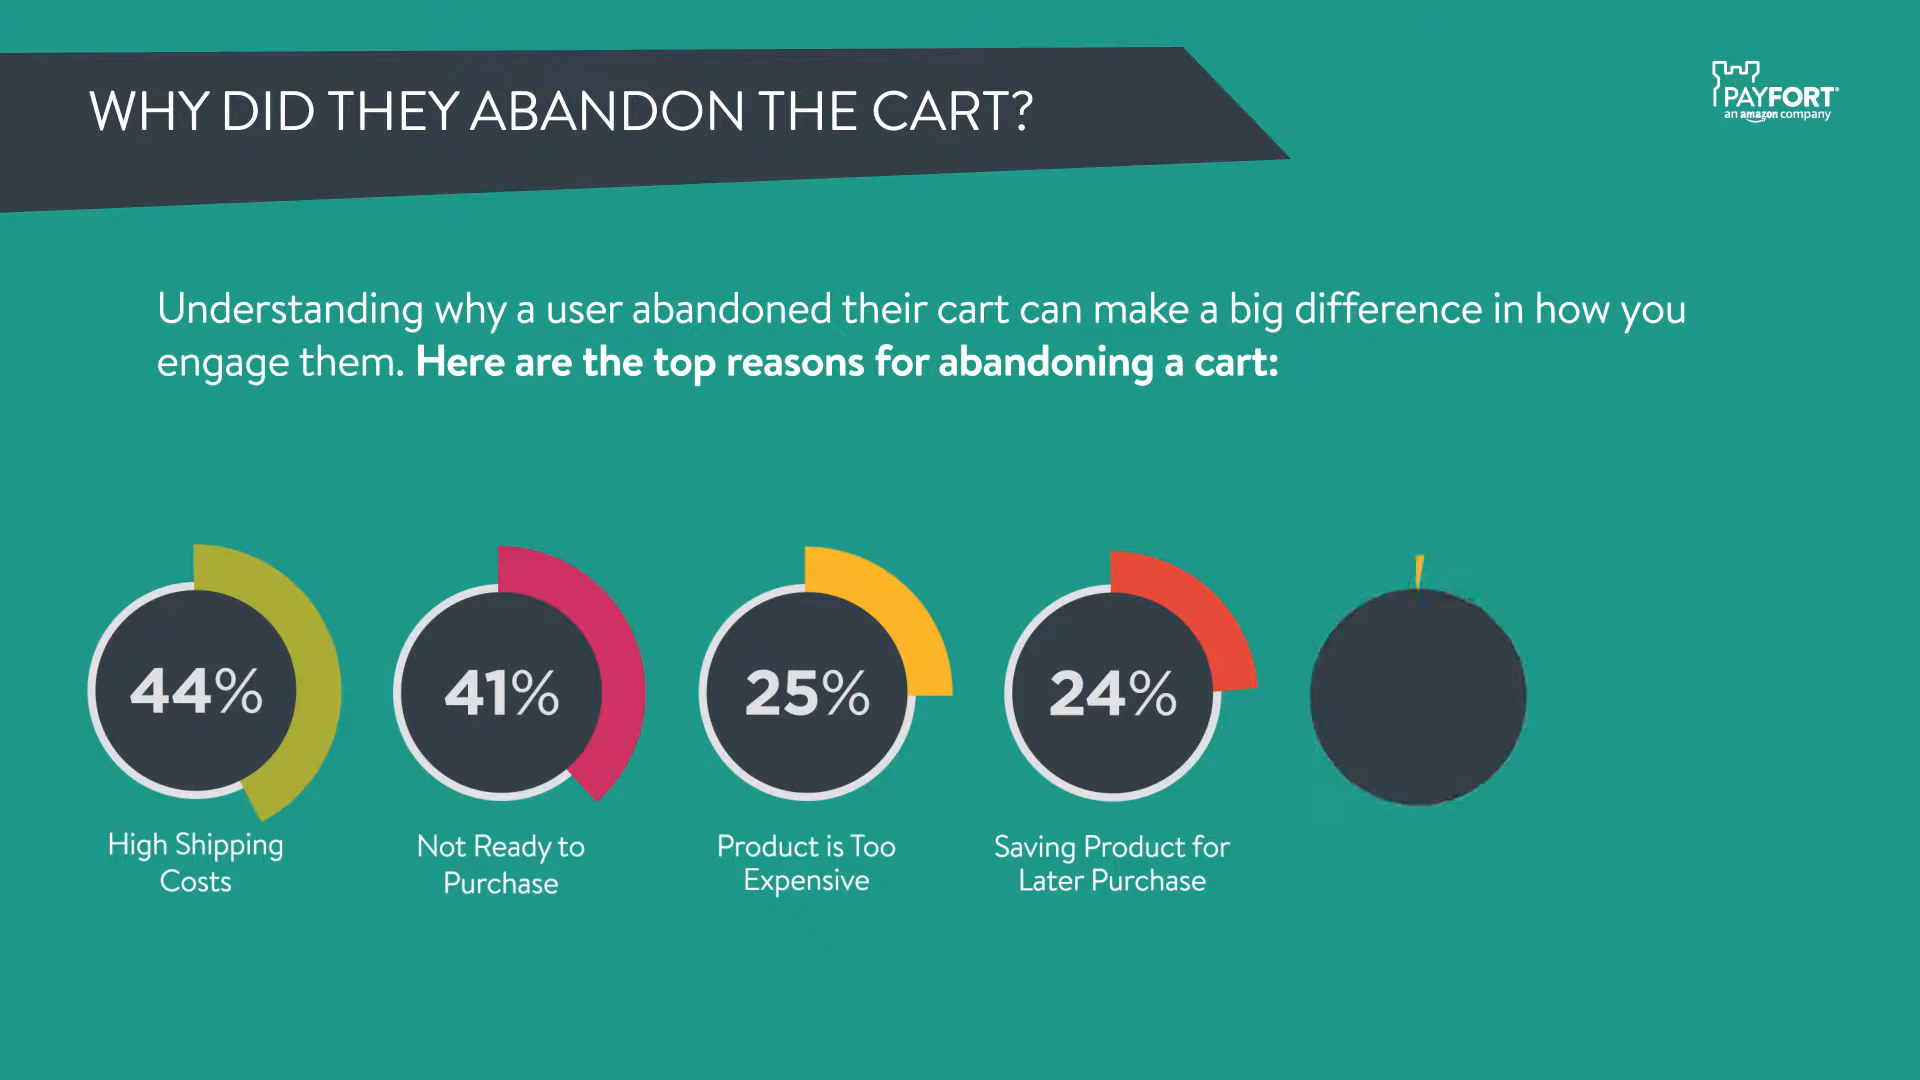 WHY DID THEY ABANDON THE CART?
PAYFORT®
an amazon company
Understanding why a user abandoned their cart can make a big difference in how you
engage them. Here are the top reasons for abandoning a cart:
44%
41%
25%
24%
High Shipping
Costs
Not Ready to
Purchase
Product is Too
Expensive
Saving Product for
Later Purchase